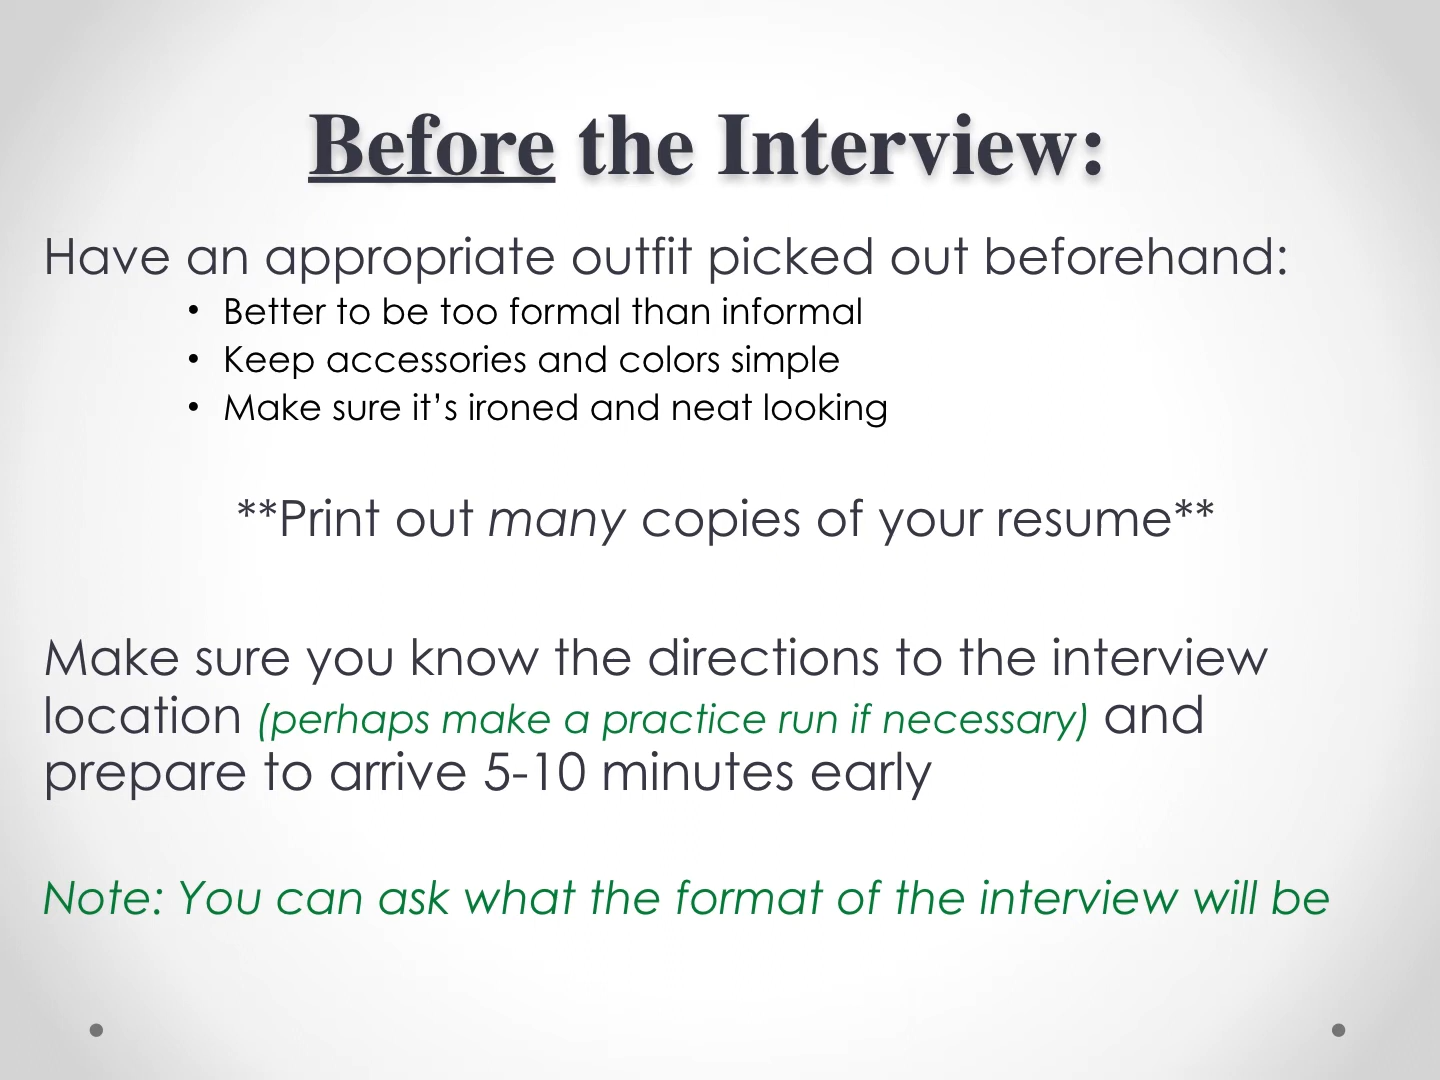 Before the Interview:
Have an appropriate outfit picked out beforehand:
• Better to be too formal than informal
• Keep accessories and colors simple
• Make sure it’s ironed and neat looking
**Print out many copies of your resume**
Make sure you know the directions to the interview
location (perhaps make a practice run if necessary) and
prepare to arrive 5-10 minutes early
Note: You can ask what the format of the interview will be